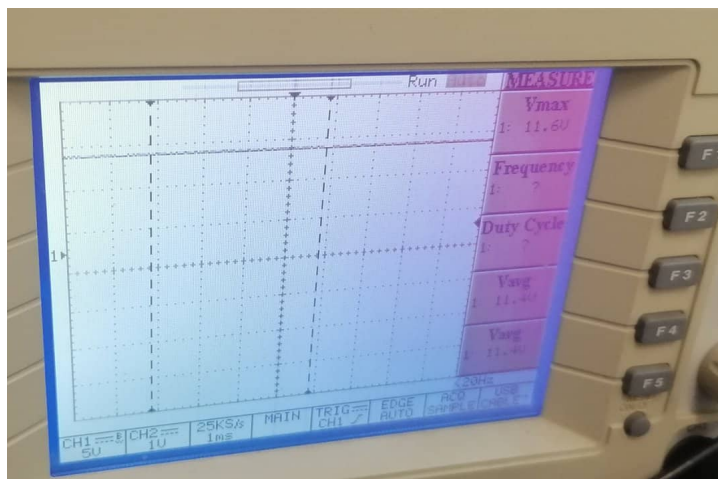 Run
MEASURE
Vmax
1: 11.6V
Frequency
1: ?
Duty Cycle
1: ?
Vavg
1 11.4V
Vavg
1 11.4V
1
<20Hz
CH1
5V
CH2
1V
25KS/s
1ms
MAIN
TRIG
CH1
EDGE
AUTO
ACQ
SAMPLE
USB
F
F2
F3
F4
F5